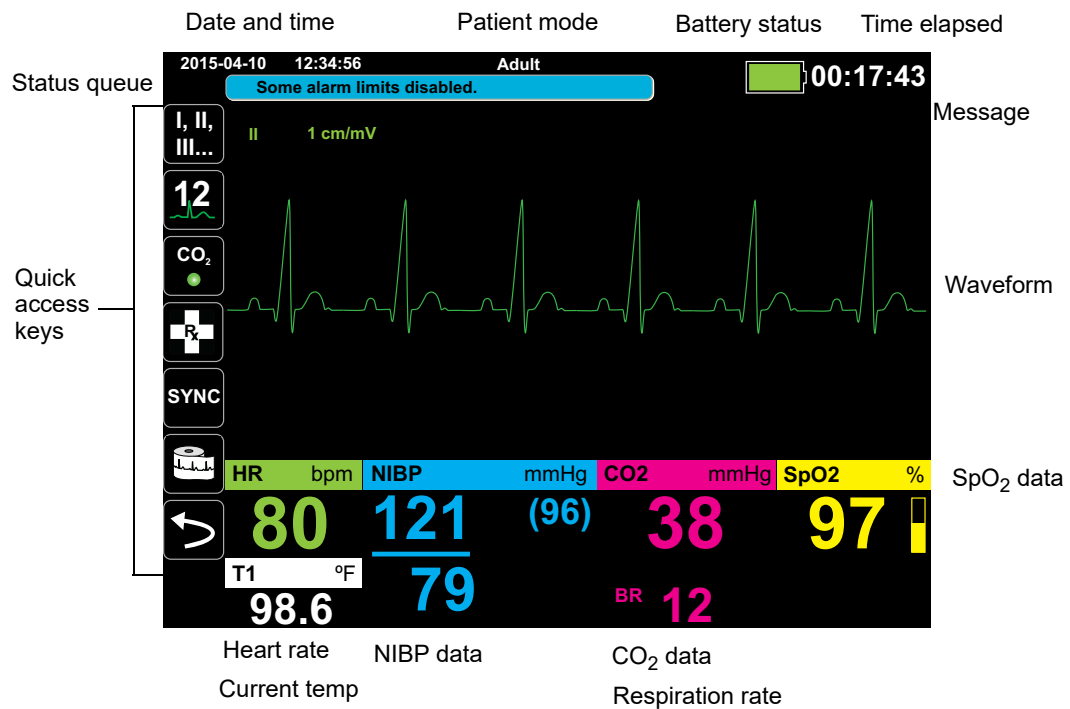 Date and time
Patient mode
Battery status
Time elapsed
Status queue
2015-04-10 12:34:56
Adult
00:17:43
Some alarm limits disabled.
Message
I, II,
III...
II 1 cm/mV
12
CO2
Quick
access
keys
Waveform
Rx
SYNC
HR bpm
NIBP mmHg
CO2 mmHg
SpO2 %
SpO2 data
80
121
(96)
38
97
T1 ºF
79
98.6
BR 12
Heart rate
NIBP data
CO2 data
Current temp
Respiration rate